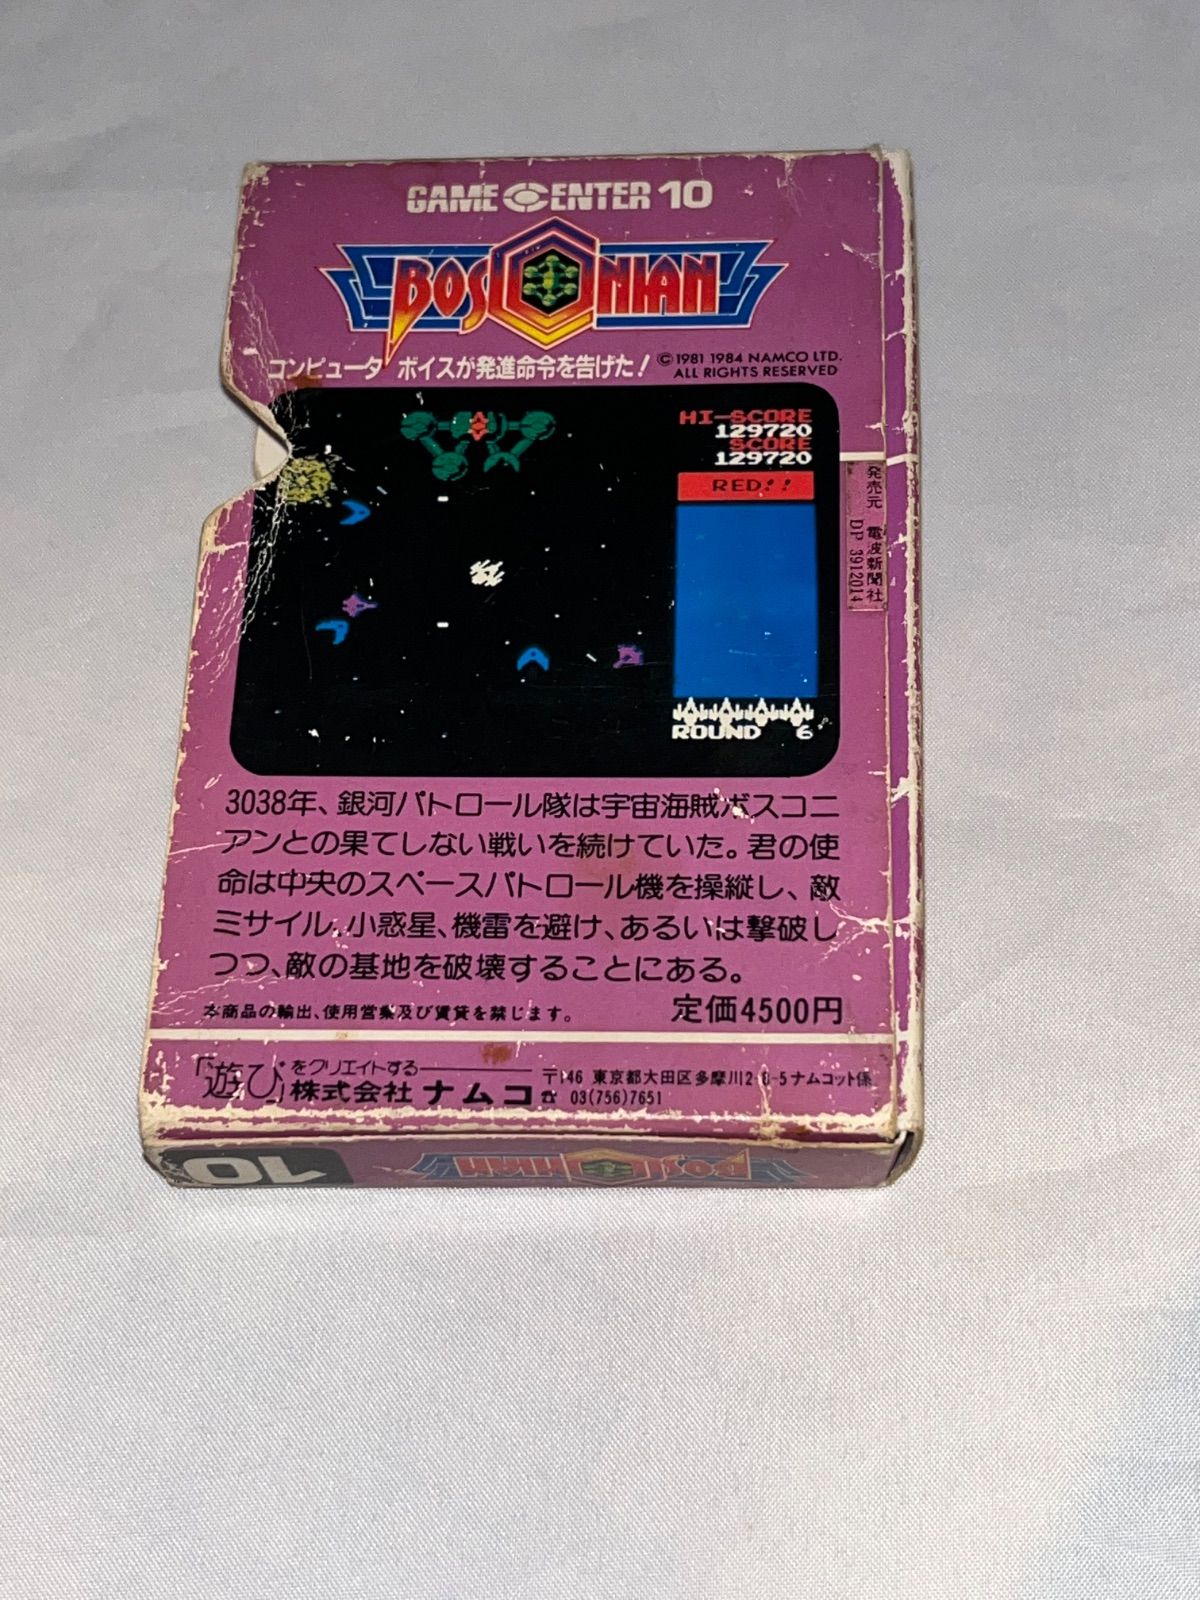 GAME CENTER 10
BOSCONIAN
コンピュータ ボイスが発進命令を告げた!
©1981 1984 NAMCO LTD.
ALL RIGHTS RESERVED
HI-SCORE
129720
SCORE
129720
RED!!
ROUND 6
発売元 電波新聞社
DP 3912014
3038年、銀河パトロール隊は宇宙海賊ボスコニ
アンとの果てしない戦いを続けていた。君の使
命は中央のスペースパトロール機を操縦し、敵
ミサイル、小惑星、機雷を避け、あるいは撃破し
つつ、敵の基地を破壊することにある。
本商品の輸出、使用営業及び賃貸を禁じます。
定価4500円
「遊び」をクリエイトする
株式会社 ナムコ
〒146 東京都大田区多摩川2-8-5ナムコット係
☎ 03(756)7651
10
BOSCONIAN